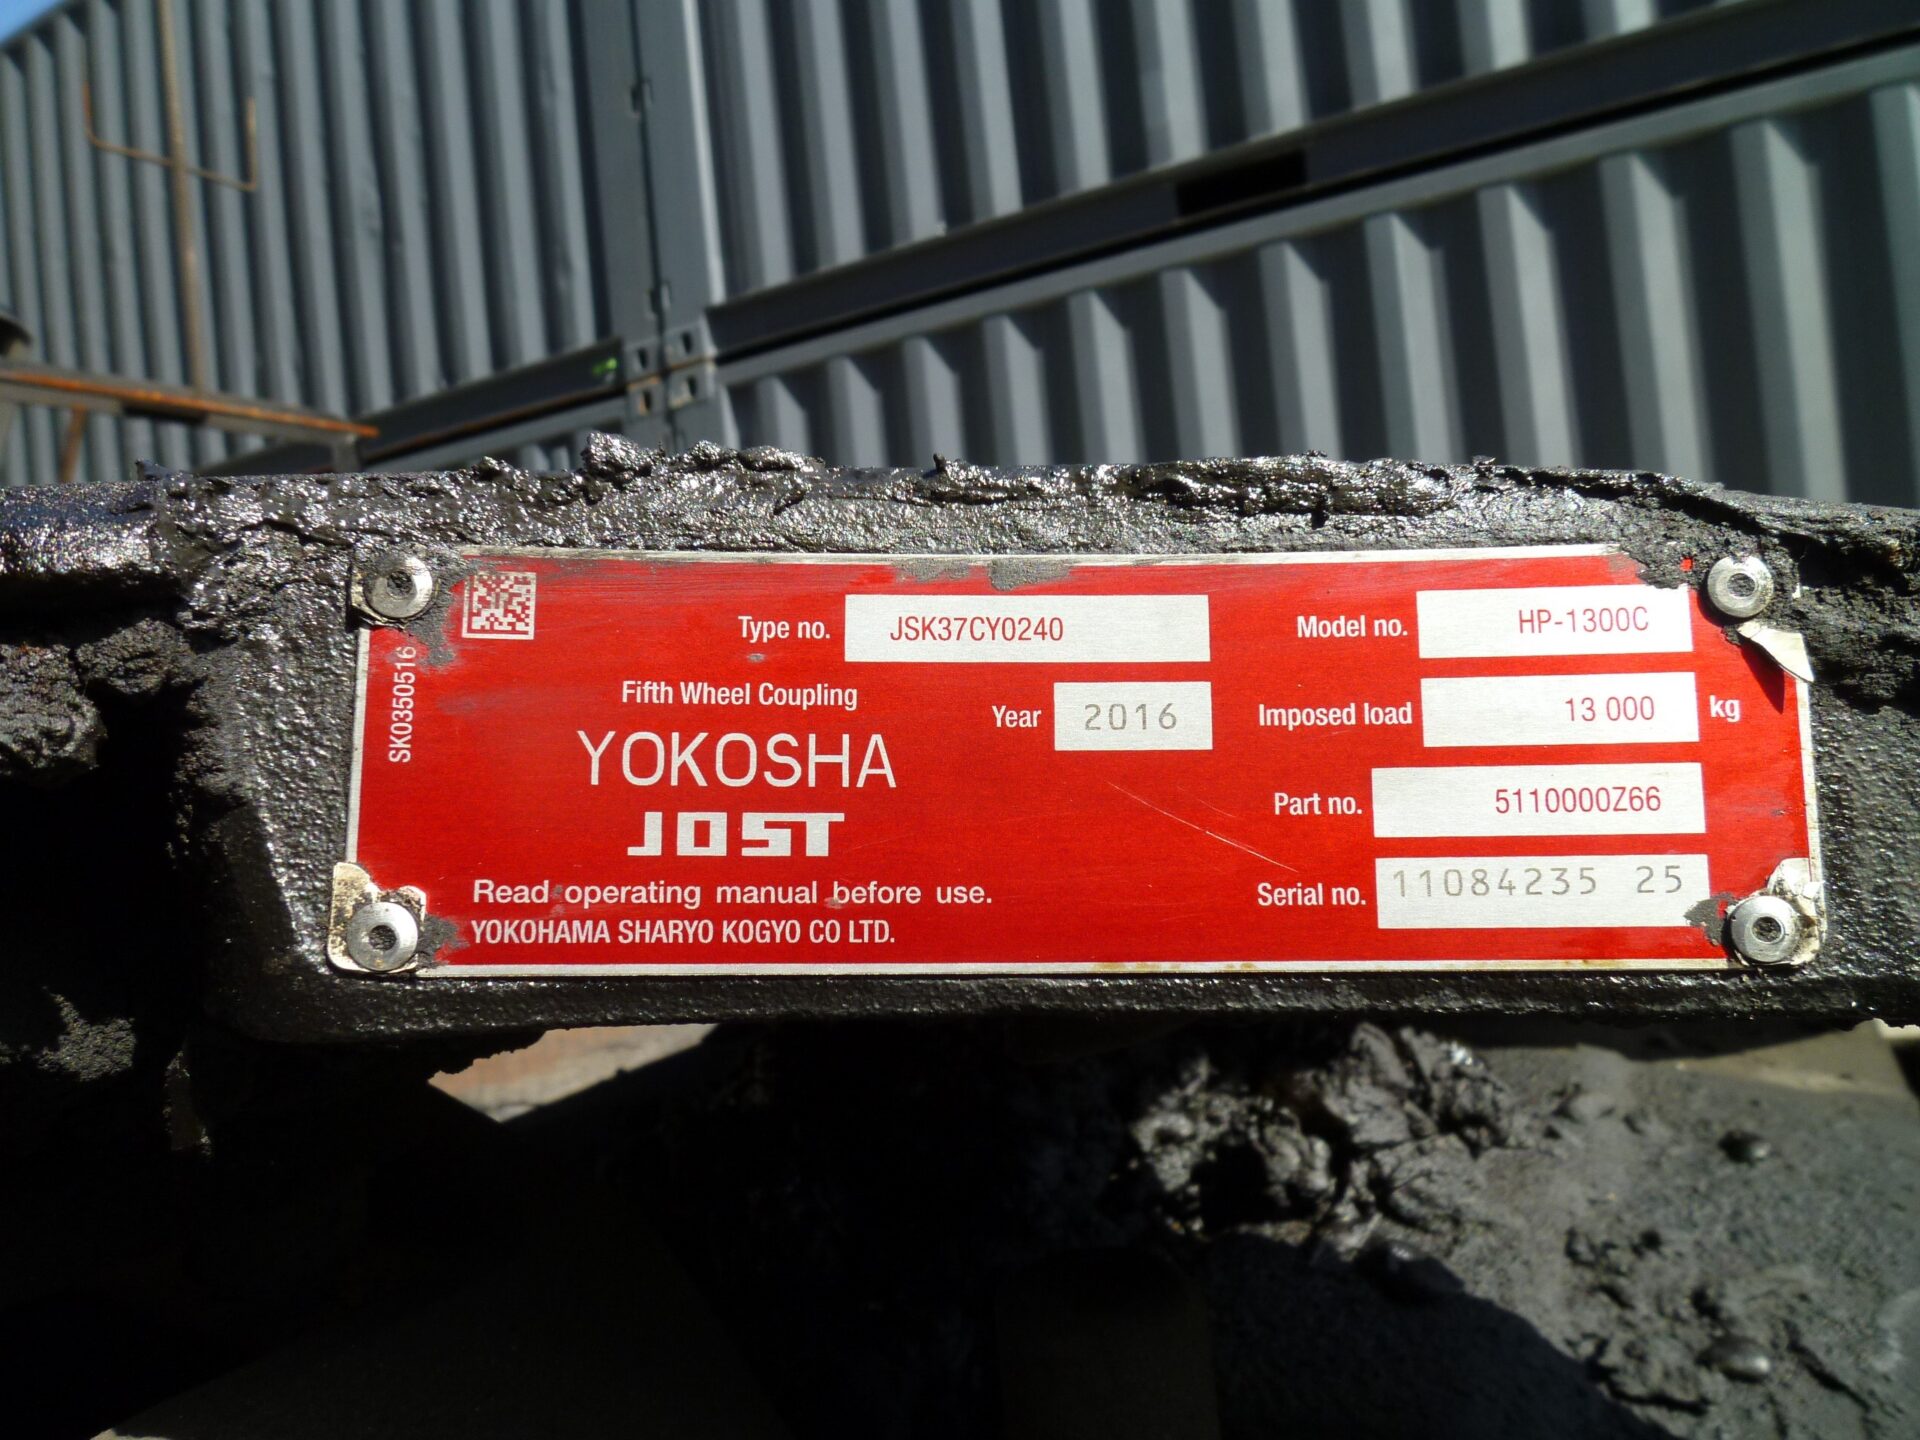 SK0350516
Type no. JSK37CY0240
Model no. HP-1300C
Fifth Wheel Coupling
Year 2016
Imposed load 13 000 kg
YOKOSHA
JOST
Part no. 5110000Z66
Read operating manual before use.
Serial no. 11084235 25
YOKOHAMA SHARYO KOGYO CO LTD.